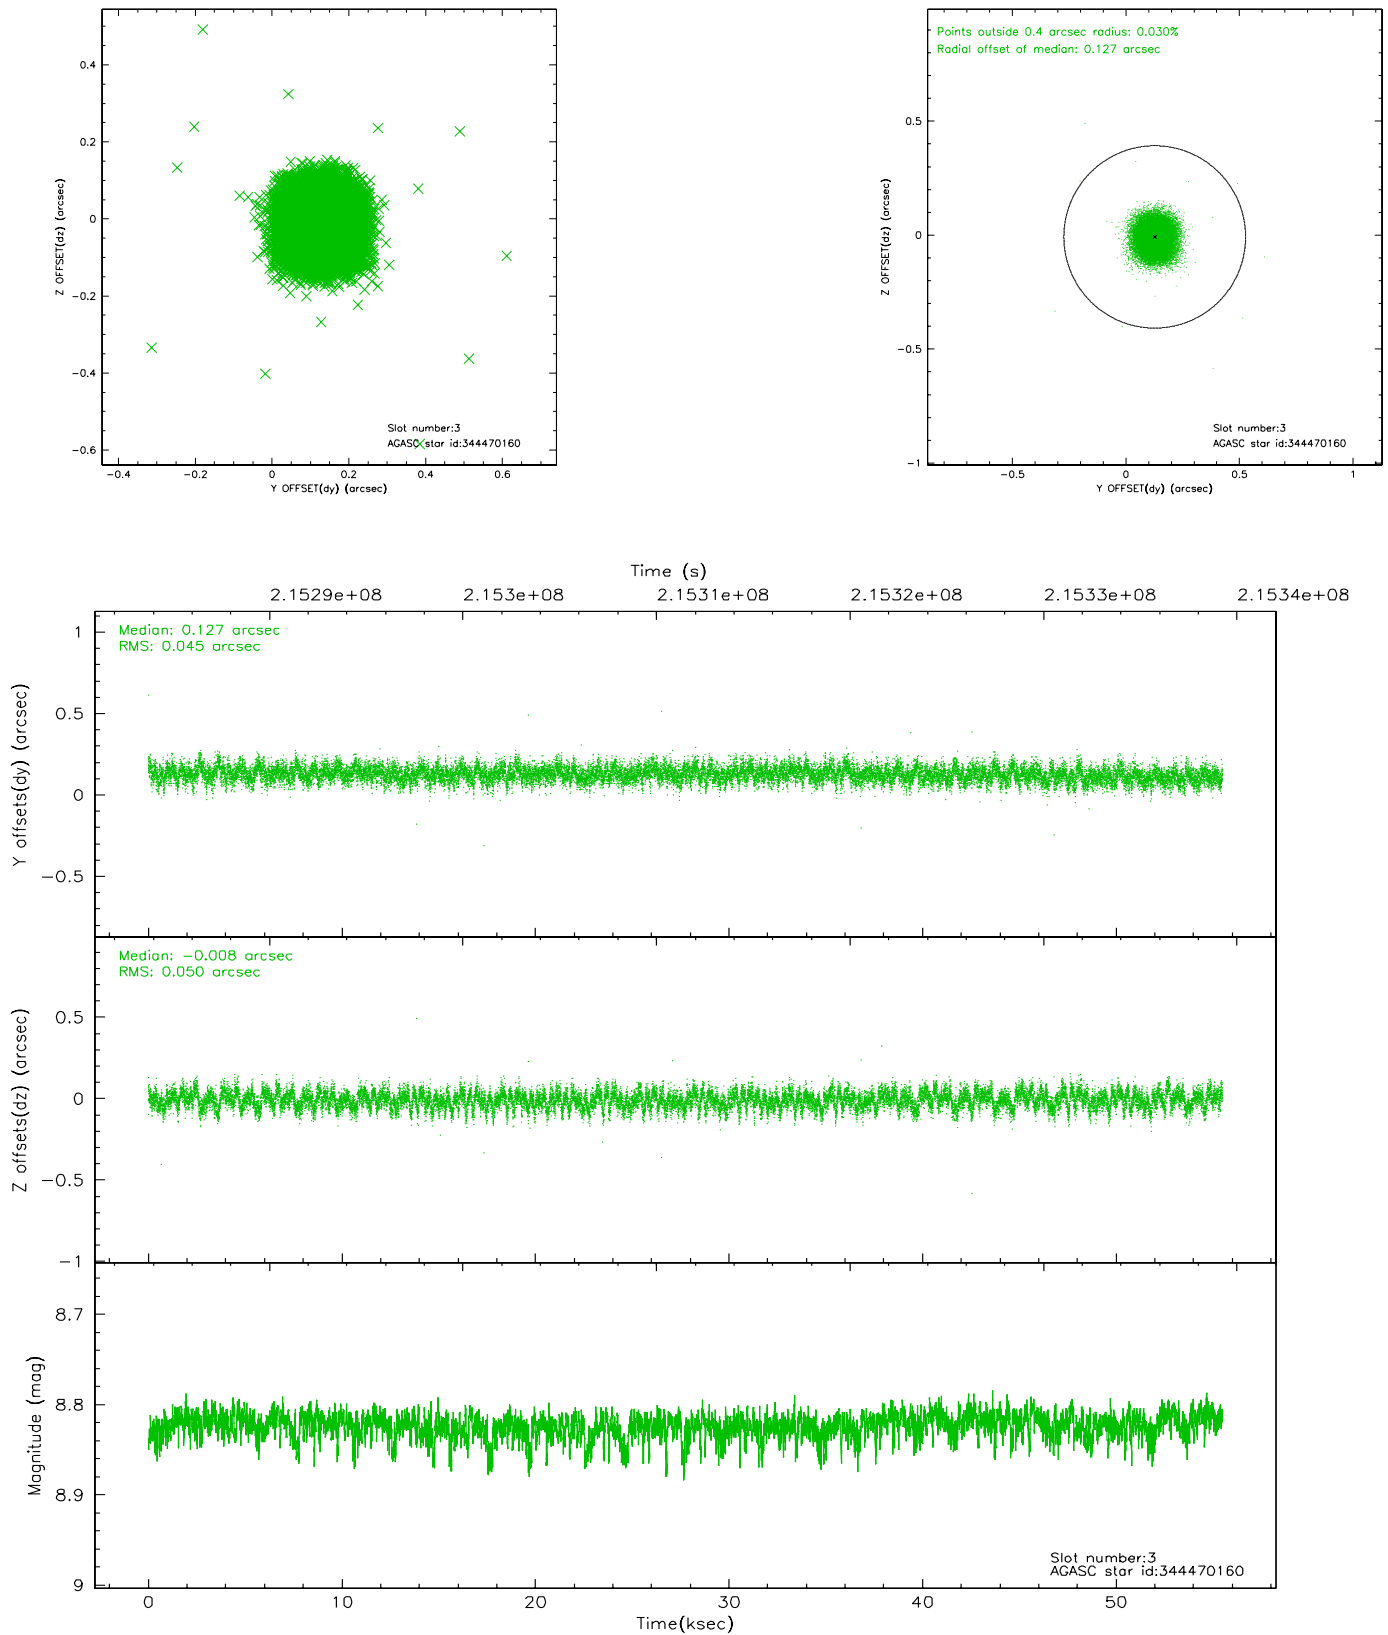 0.4
0.2
0
−0.2
−0.4
−0.6
Z OFFSET(dz) (arcsec)
Slot number:3
AGASC star id:344470160
−0.4 −0.2 0 0.2 0.4 0.6
Y OFFSET(dy) (arcsec)
Points outside 0.4 arcsec radius: 0.030%
Radial offset of median: 0.127 arcsec
0.5
0
−0.5
−1
Z OFFSET(dz) (arcsec)
Slot number:3
AGASC star id:344470160
−0.5 0 0.5 1
Y OFFSET(dy) (arcsec)
Time (s)
2.1529e+08 2.153e+08 2.1531e+08 2.1532e+08 2.1533e+08 2.1534e+08
Median: 0.127 arcsec
RMS: 0.045 arcsec
1
0.5
0
−0.5
Y offsets(dy) (arcsec)
Median: −0.008 arcsec
RMS: 0.050 arcsec
0.5
0
−0.5
−1
Z offsets(dz) (arcsec)
8.7
8.8
8.9
9
Magnitude (mag)
Slot number:3
AGASC star id:344470160
0 10 20 30 40 50
Time(ksec)